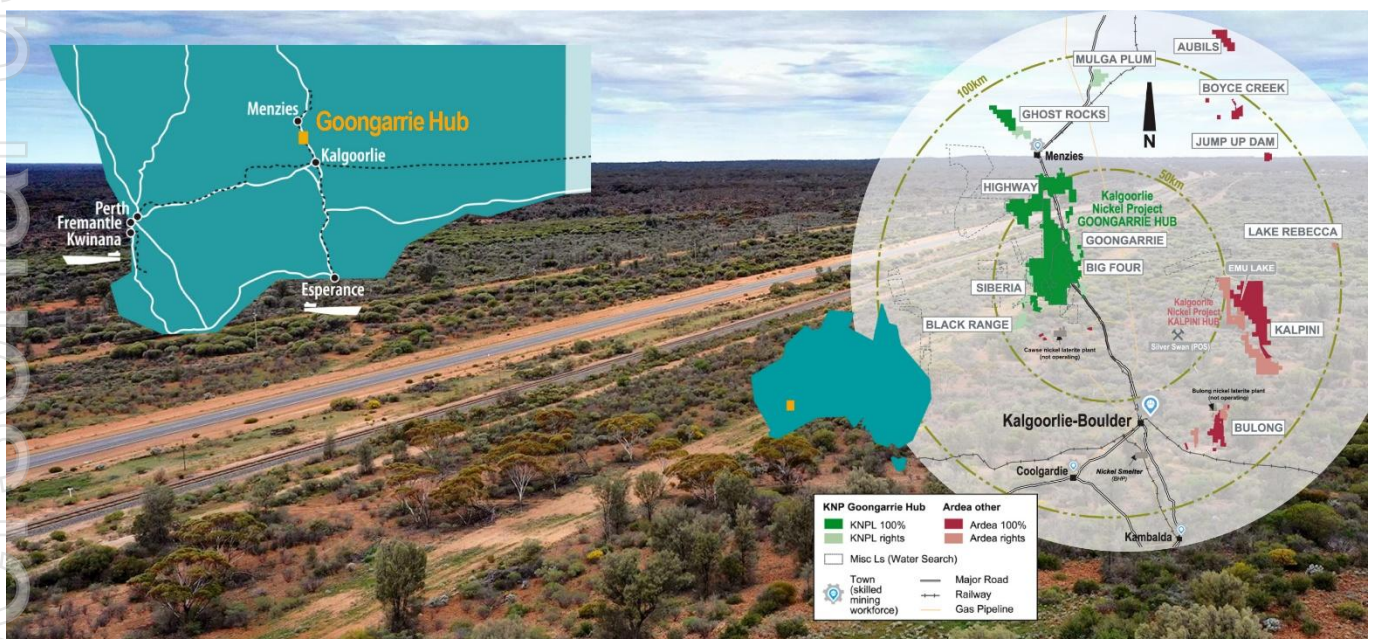 Menzies
Goongarrie Hub
Kalgoorlie
Perth
Fremantle
Kwinana
Esperance
AUBILS
MULGA PLUM
100km
BOYCE CREEK
GHOST ROCKS
N
JUMP UP DAM
Menzies
50km
HIGHWAY
Kalgoorlie
Nickel Project
GOONGARRIE HUB
LAKE REBECCA
GOONGARRIE
EMU LAKE
BIG FOUR
SIBERIA
Kalgoorlie
Nickel Project
KALPINI HUB
KALPINI
BLACK RANGE
Silver Swan (POS)
Cawse nickel laterite plant
(not operating)
Bulong nickel laterite plant
(not operating)
Kalgoorlie-Boulder
BULONG
Coolgardie
Nickel Smelter
(BHP)
Kambalda
KNP Goongarrie Hub
KNPL 100%
KNPL rights
Ardea other
Ardea 100%
Ardea rights
Misc Ls (Water Search)
Town
(skilled
mining
workforce)
Major Road
Railway
Gas Pipeline